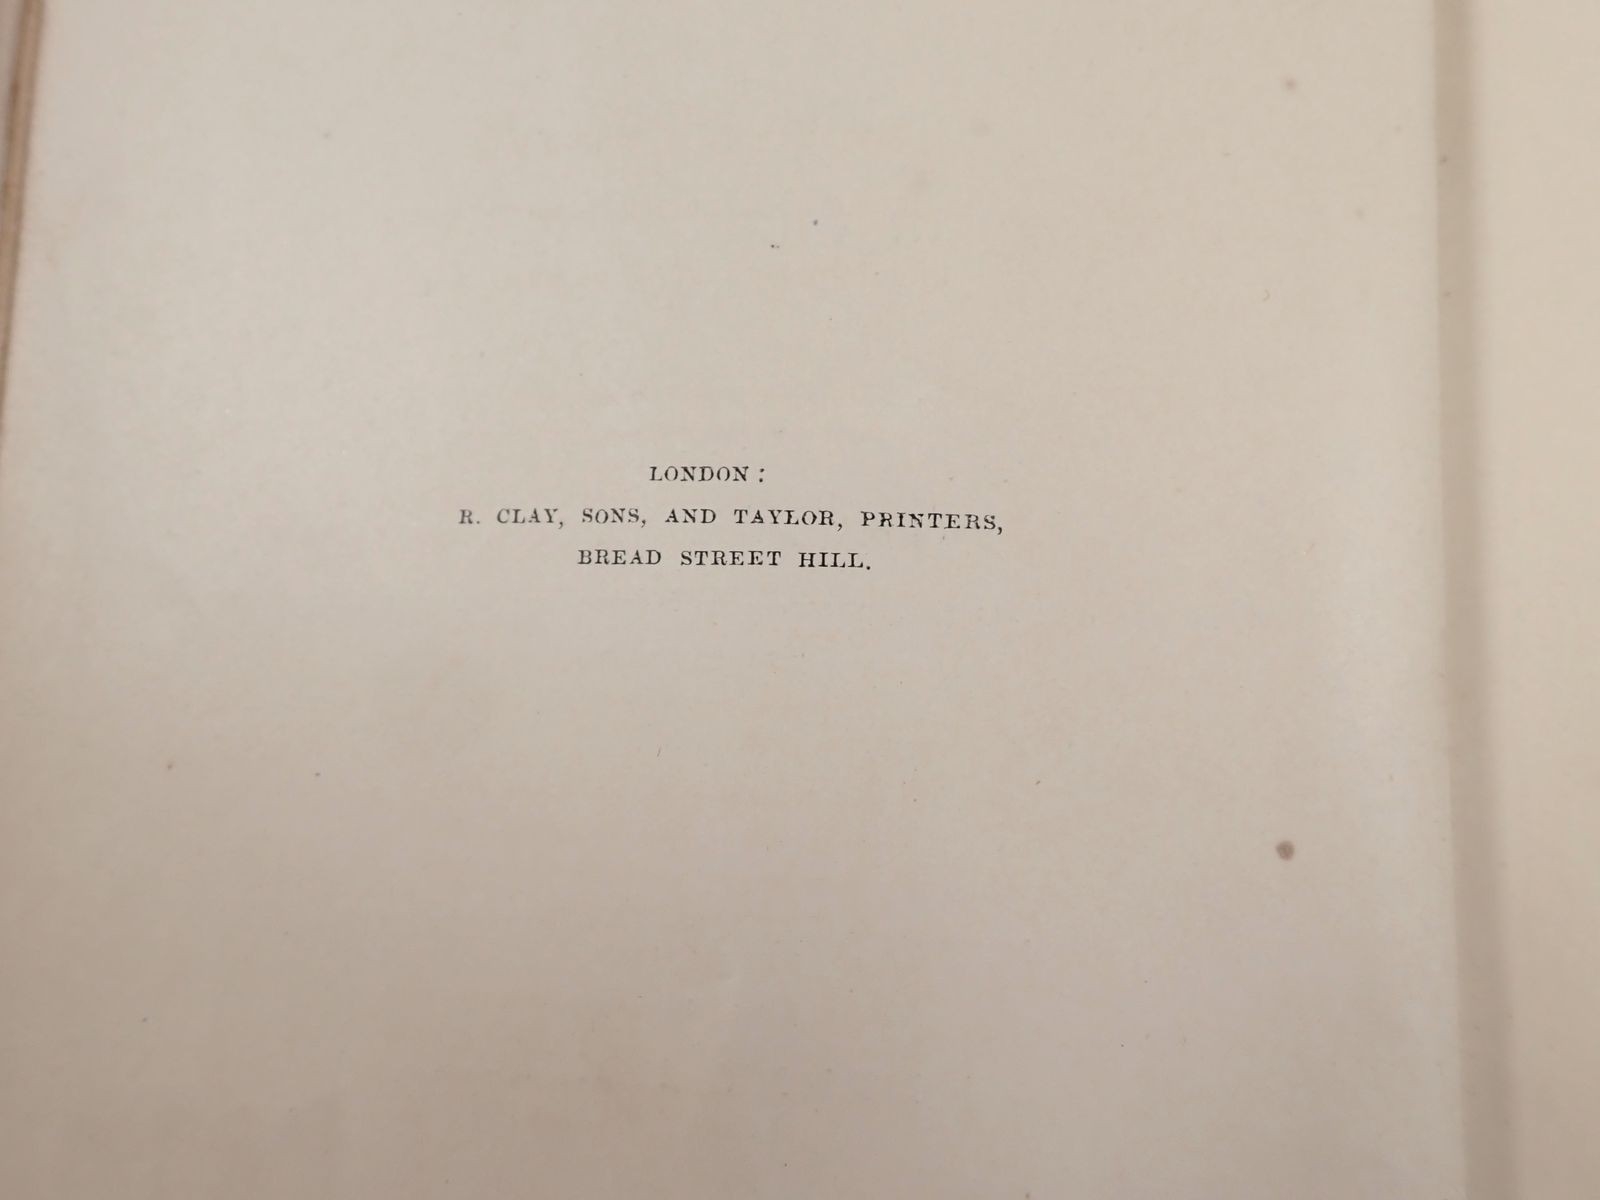 LONDON :
R. CLAY, SONS, AND TAYLOR, PRINTERS,
BREAD STREET HILL.